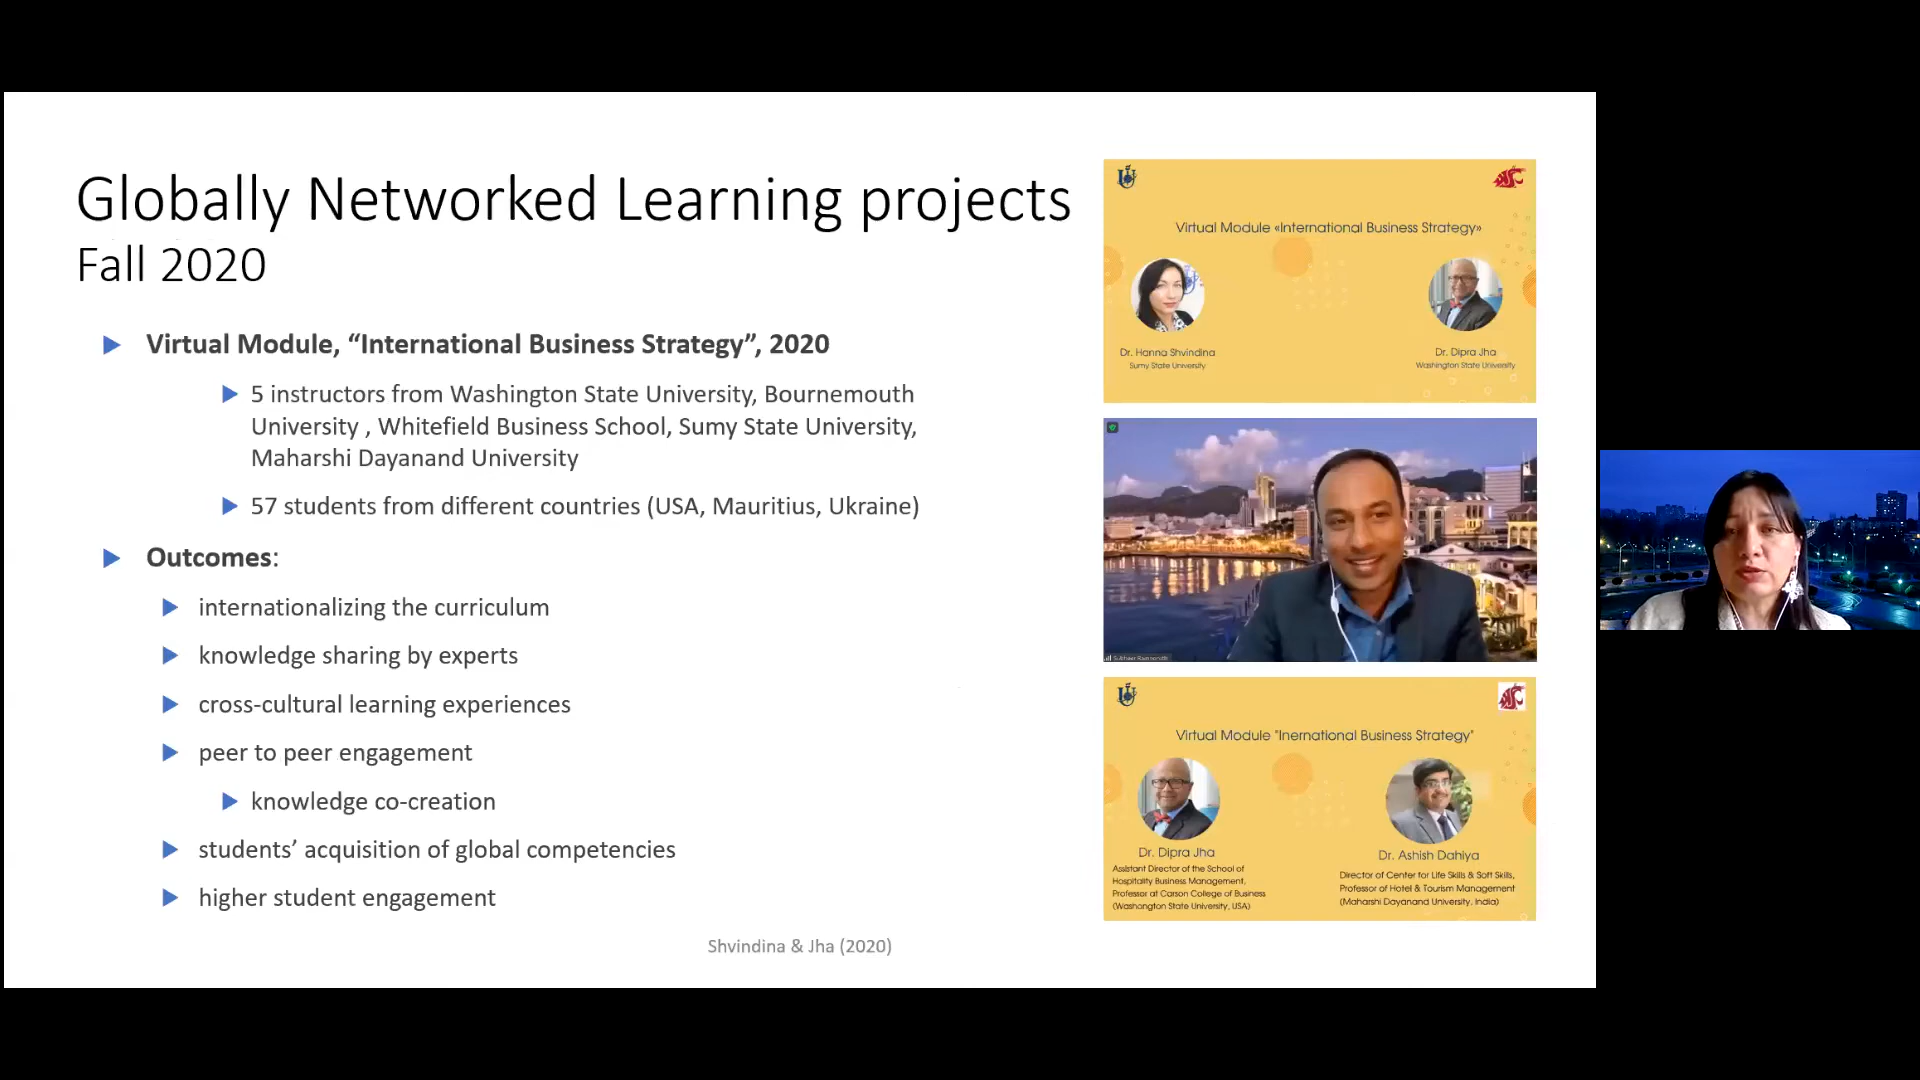 Globally Networked Learning projects
Fall 2020
Virtual Module, “International Business Strategy”, 2020
5 instructors from Washington State University, Bournemouth
University , Whitefield Business School, Sumy State University,
Maharshi Dayanand University
57 students from different countries (USA, Mauritius, Ukraine)
Outcomes:
internationalizing the curriculum
knowledge sharing by experts
cross-cultural learning experiences
peer to peer engagement
knowledge co-creation
students’ acquisition of global competencies
higher student engagement
Shvindina & Jha (2020)
Virtual Module «International Business Strategy»
Dr. Hanna Shvindina
Sumy State University
Dr. Dipra Jha
Washington State University
Virtual Module "Inernational Business Strategy"
Dr. Dipra Jha
Assistant Director of the School of
Hospitality Business Management,
Professor at Carson College of Business
(Washongton State University, USA)
Dr. Ashish Dahiya
Director of Center for Life Skills & Soft Skills,
Professor of Hotel & Tourism Management
(Maharshi Dayanand University, India)